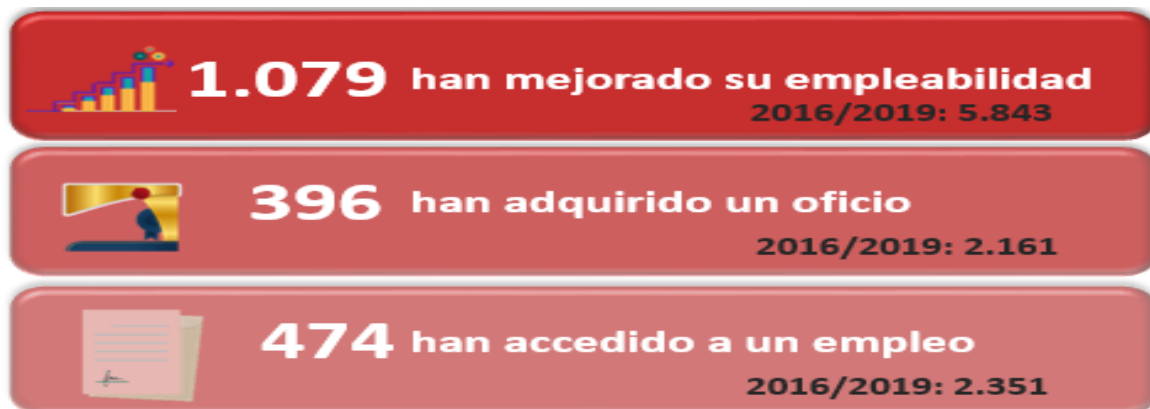 1.079 han mejorado su empleabilidad
2016/2019: 5.843
396 han adquirido un oficio
2016/2019: 2.161
474 han accedido a un empleo
2016/2019: 2.351